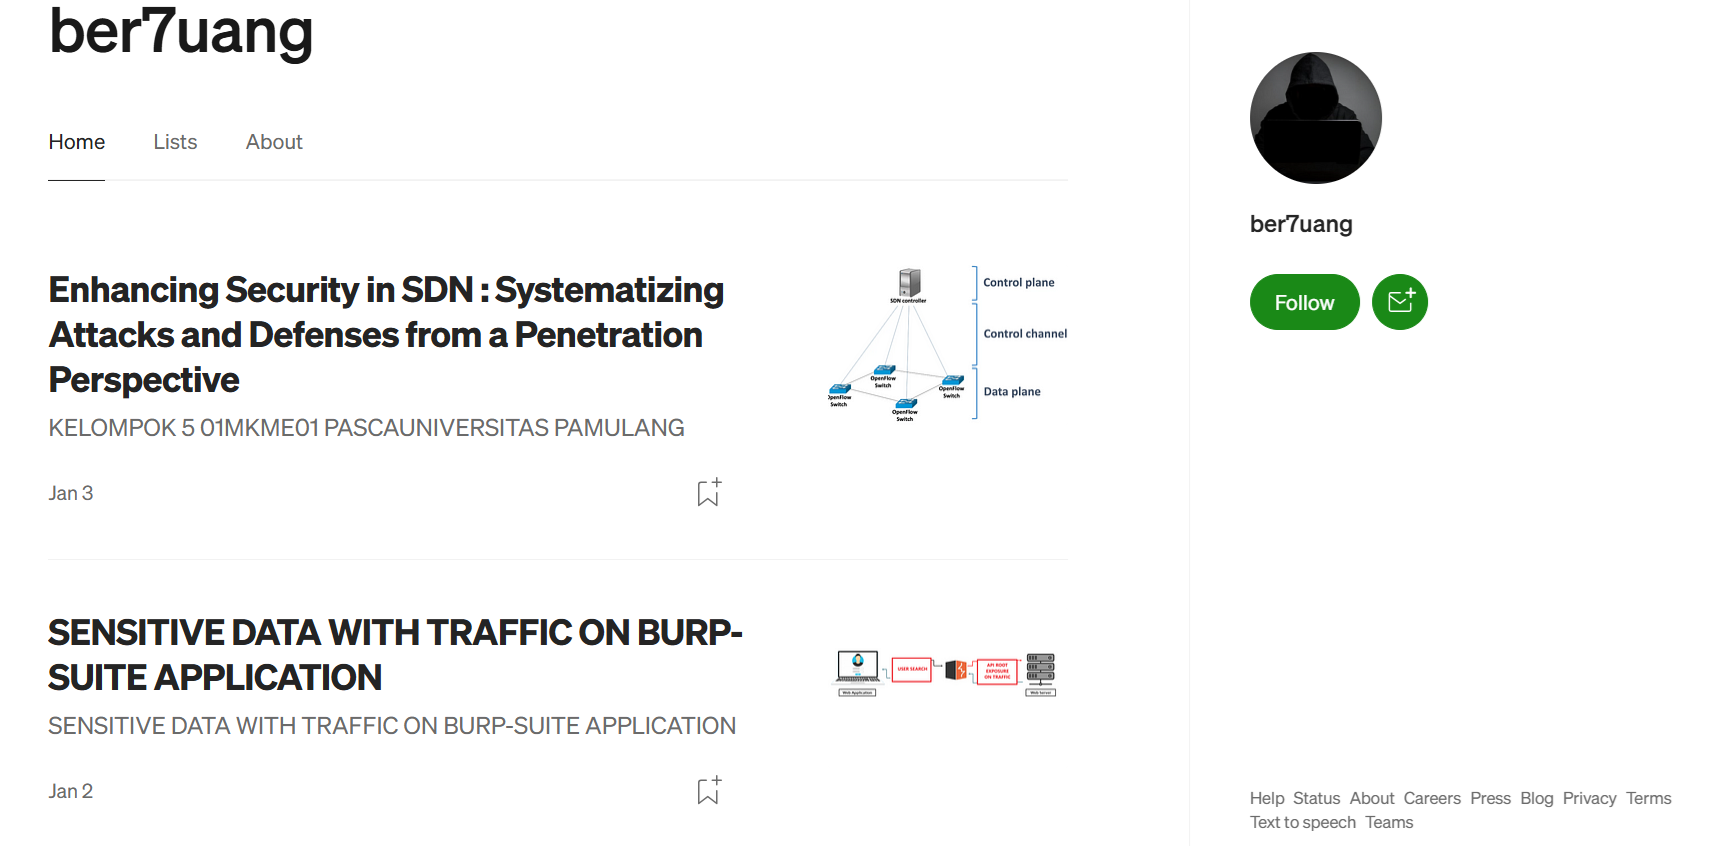 ber7uang
Home Lists About
Enhancing Security in SDN : Systematizing
Attacks and Defenses from a Penetration
Perspective
KELOMPOK 5 01MKME01 PASCAUNIVERSITAS PAMULANG
Jan 3
SDN controller
Control plane
Control channel
Data plane
OpenFlow
Switch
OpenFlow
Switch
OpenFlow
Switch
OpenFlow
Switch
SENSITIVE DATA WITH TRAFFIC ON BURP-
SUITE APPLICATION
SENSITIVE DATA WITH TRAFFIC ON BURP-SUITE APPLICATION
Jan 2
Web Application
USER SEARCH
API ROOT
EXPOSURE
ON TRAFFIC
Web Server
ber7uang
Follow
Help Status About Careers Press Blog Privacy Terms
Text to speech Teams